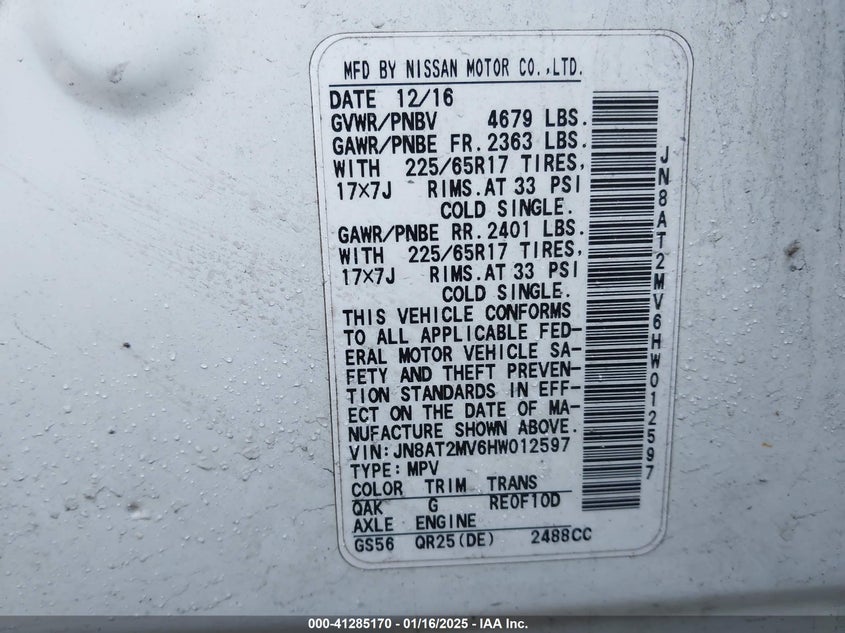 MFD BY NISSAN MOTOR CO.,LTD.
DATE 12/16
GVWR/PNBV 4679 LBS.
GAWR/PNBE FR. 2363 LBS.
WITH 225/65R17 TIRES,
17×7J RIMS.AT 33 PSI
COLD SINGLE.
GAWR/PNBE RR. 2401 LBS.
WITH 225/65R17 TIRES,
17×7J RIMS.AT 33 PSI
COLD SINGLE.
THIS VEHICLE CONFORMS
TO ALL APPLICABLE FED-
ERAL MOTOR VEHICLE SA-
FETY AND THEFT PREVEN-
TION STANDARDS IN EFF-
ECT ON THE DATE OF MA-
NUFACTURE SHOWN ABOVE.
VIN:JN8AT2MV6HW012597
TYPE:MPV
COLOR TRIM TRANS
QAK G RE0F10D
AXLE ENGINE
GS56 QR25(DE) 2488CC
JN8AT2MV6HW012597
000-41285170 - 01/16/2025 - IAA Inc.